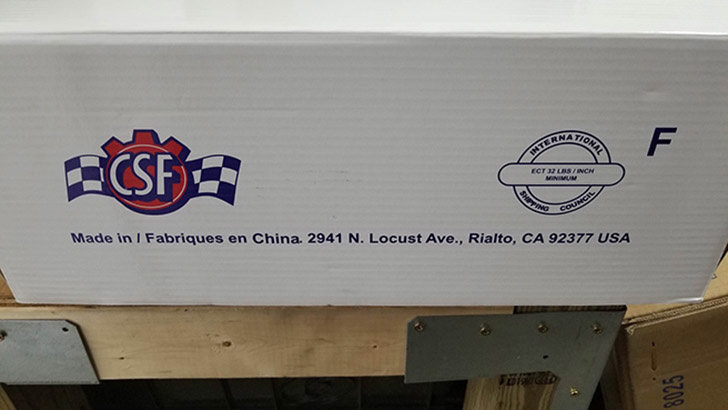 CSF
INTERNATIONAL
ECT 32 LBS / INCH
MINIMUM
SHIPPING COUNCIL
F
Made in / Fabriques en China. 2941 N. Locust Ave., Rialto, CA 92377 USA
8025